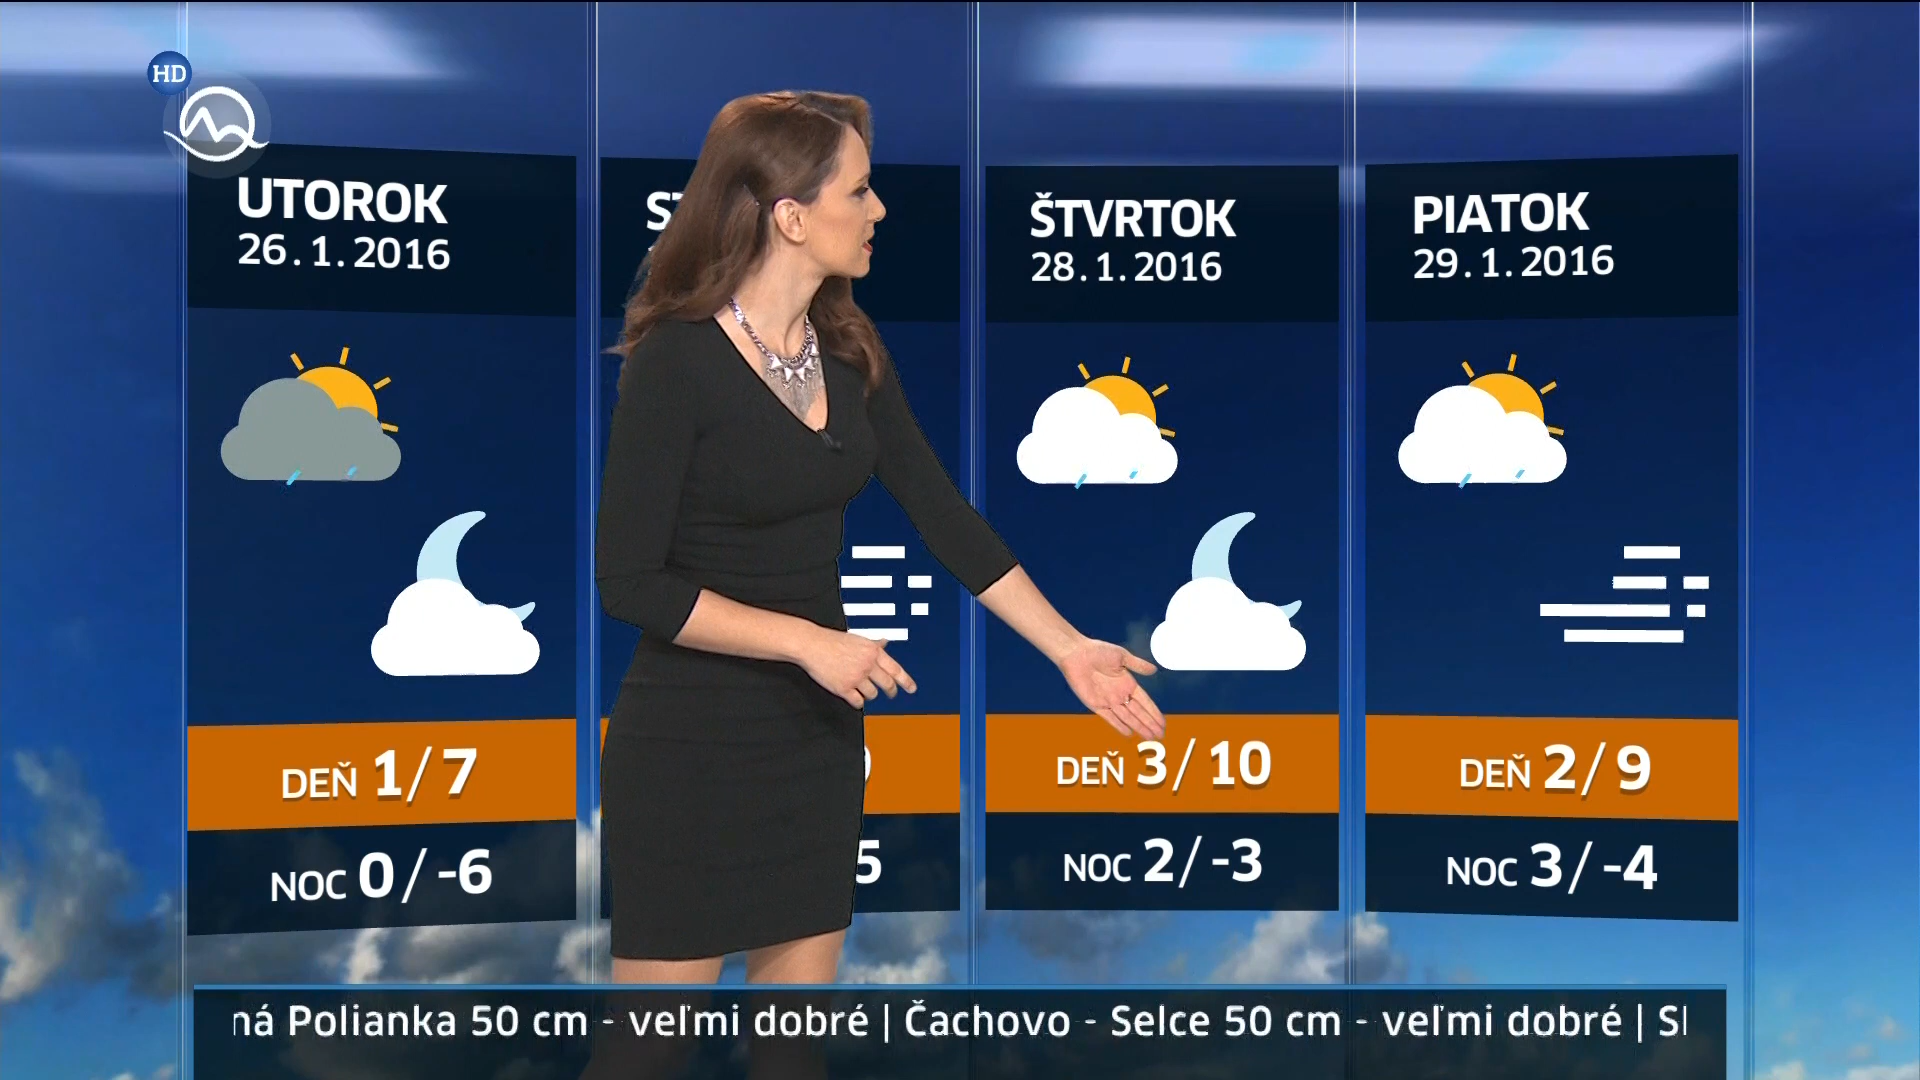 HD
UTOROK
26.1.2016
DEŇ 1/ 7
NOC 0/ -6
5
ŠTVRTOK
28.1.2016
DEŇ 3/ 10
NOC 2/ -3
PIATOK
29.1.2016
DEŇ 2/ 9
NOC 3/ -4
ná Polianka 50 cm - veľmi dobré | Čachovo - Selce 50 cm - veľmi dobré |